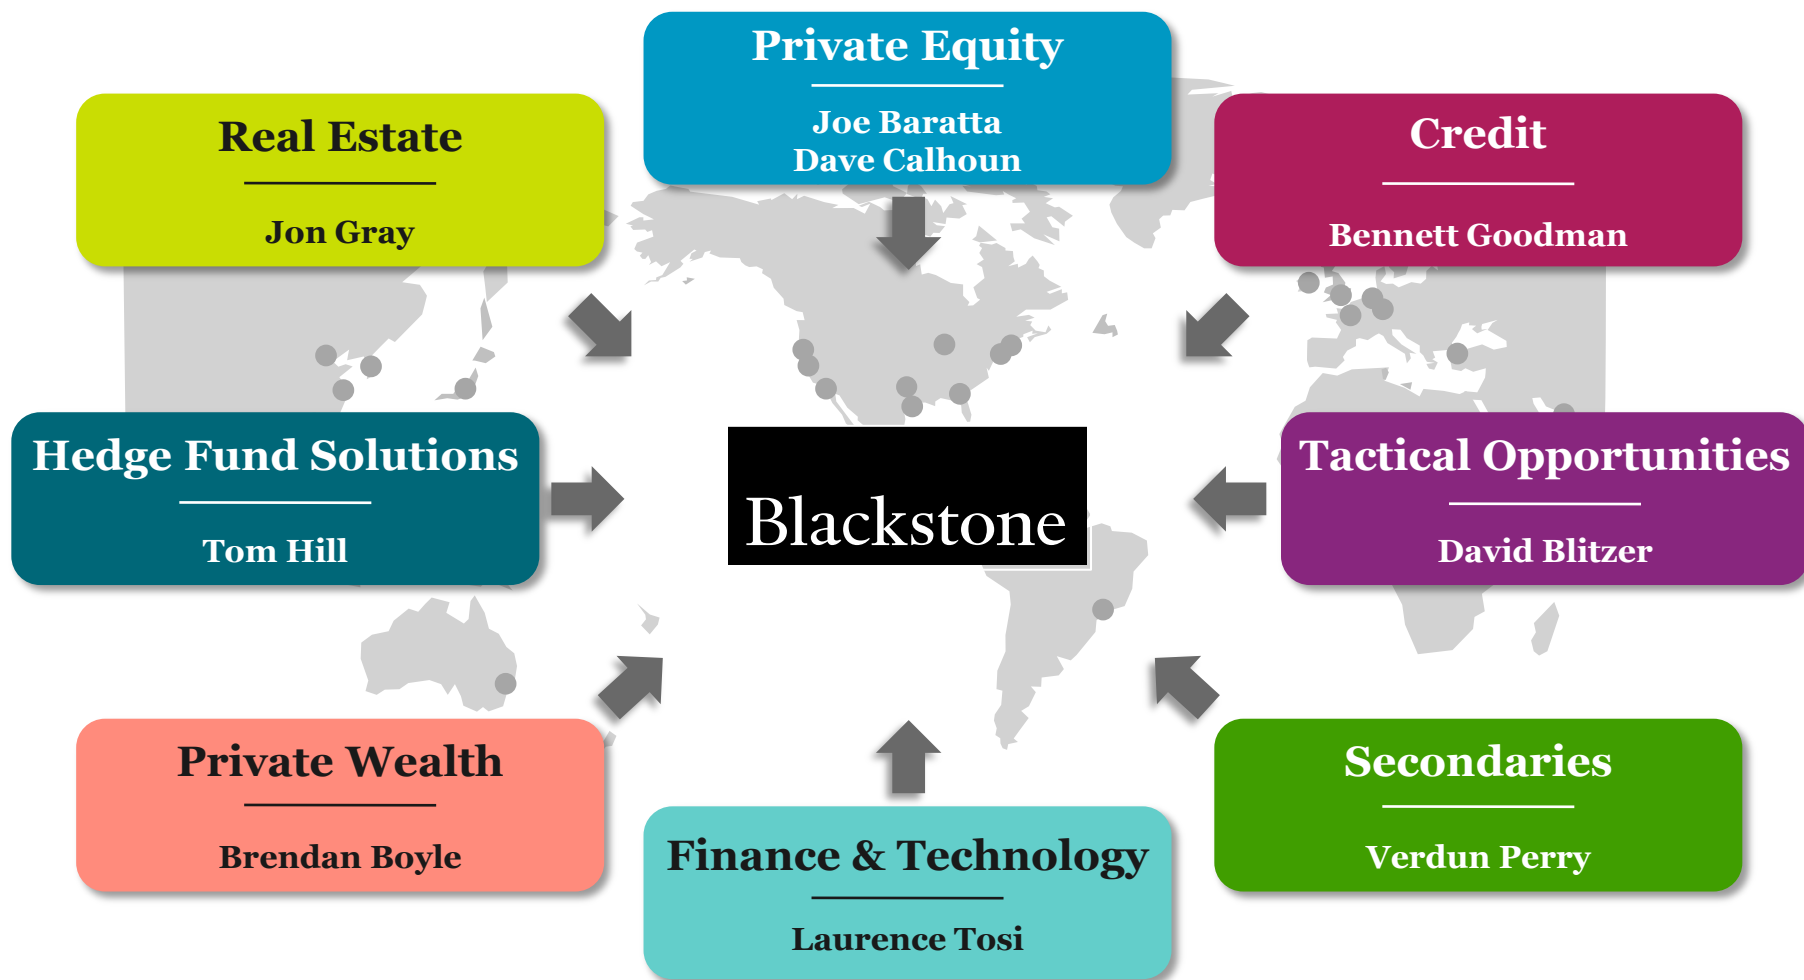 Private Equity
Joe Baratta
Dave Calhoun
Real Estate
Jon Gray
Credit
Bennett Goodman
Hedge Fund Solutions
Tom Hill
Blackstone
Tactical Opportunities
David Blitzer
Private Wealth
Brendan Boyle
Finance & Technology
Laurence Tosi
Secondaries
Verdun Perry